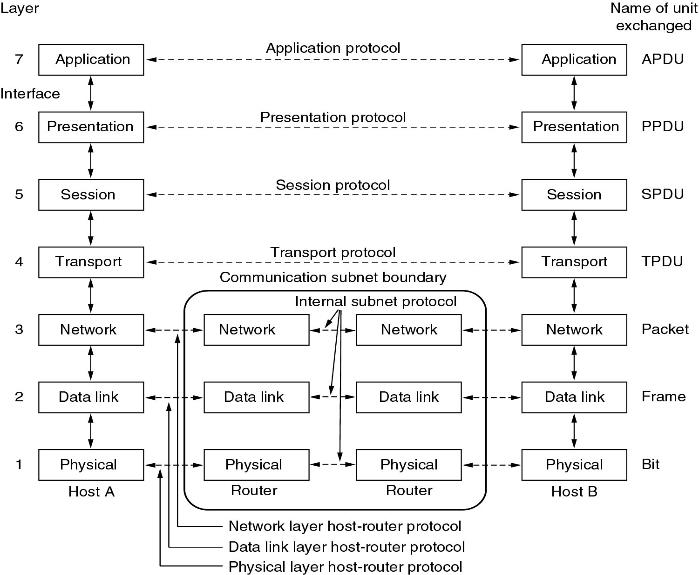 Layer
Name of unit
exchanged
Application protocol
7 Application Application APDU
Interface
Presentation protocol
6 Presentation Presentation PPDU
Session protocol
5 Session Session SPDU
Transport protocol
4 Transport Transport TPDU
Communication subnet boundary
Internal subnet protocol
3 Network Network Network Network Packet
2 Data link Data link Data link Data link Frame
1 Physical Physical Physical Physical Bit
Host A Router Router Host B
Network layer host-router protocol
Data link layer host-router protocol
Physical layer host-router protocol